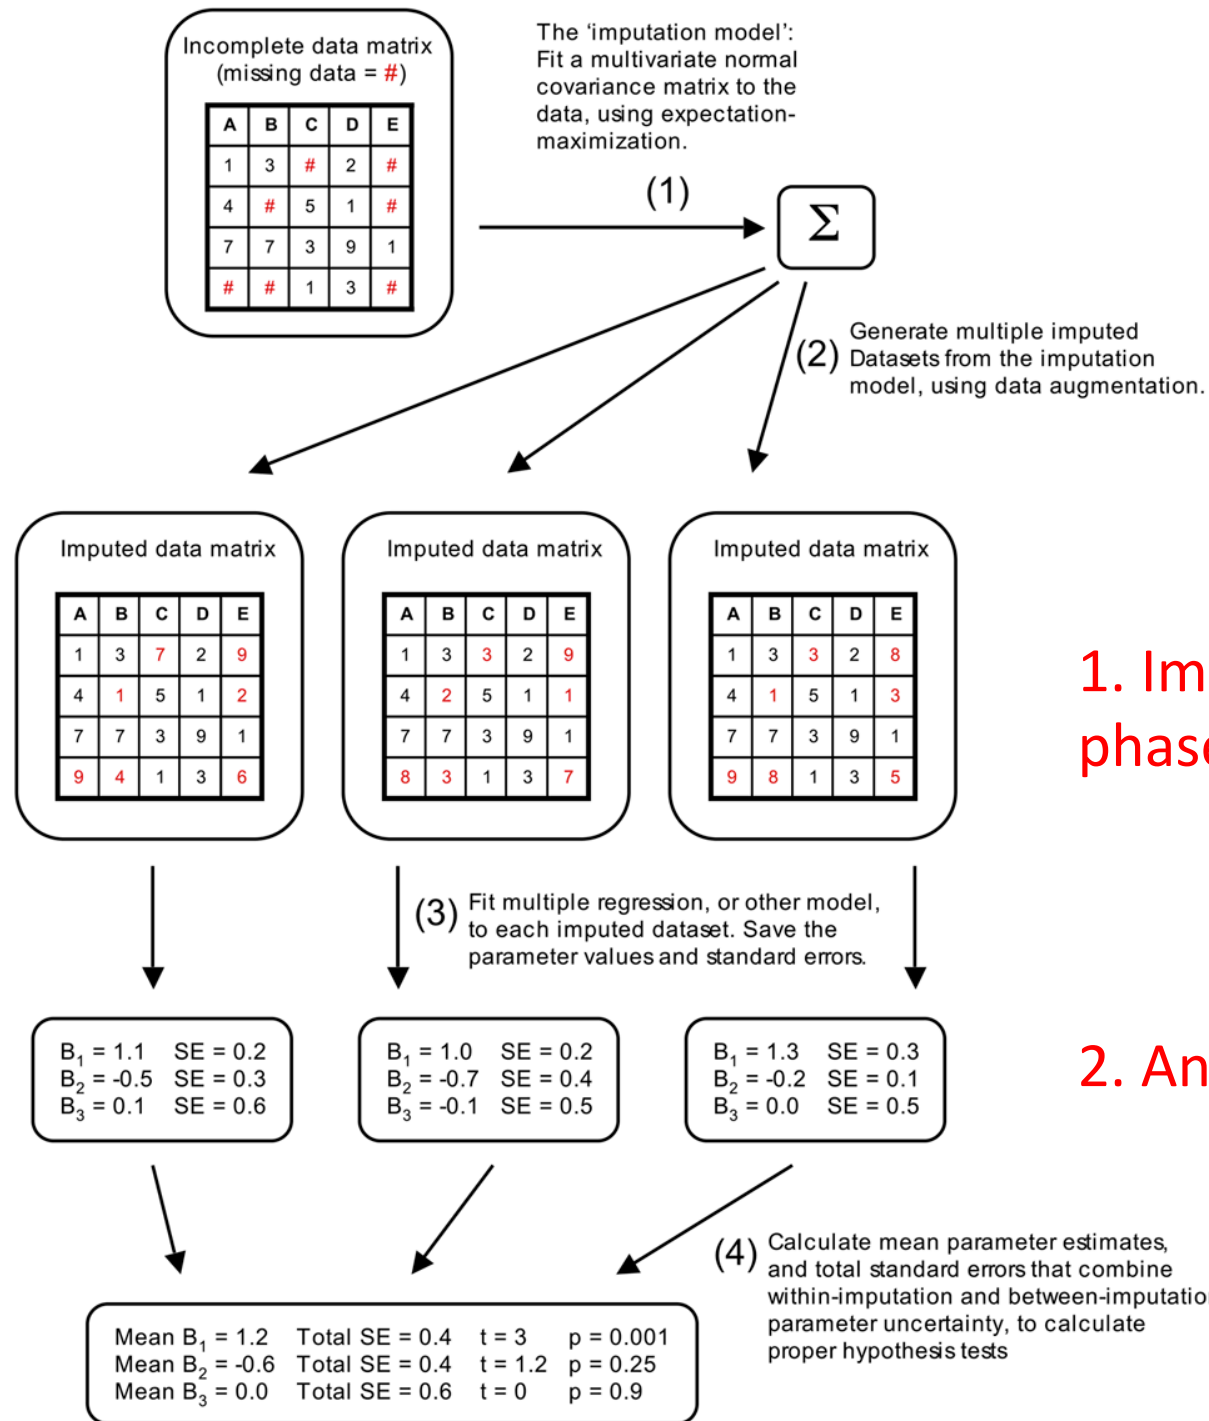 Incomplete data matrix
(missing data = #)
A B C D E
1 3 # 2 #
4 # 5 1 #
7 7 3 9 1
# # 1 3 #
The ‘imputation model’:
Fit a multivariate normal
covariance matrix to the
data, using expectation-
maximization.
(1)
Σ
(2)
Generate multiple imputed
Datasets from the imputation
model, using data augmentation.
Imputed data matrix
A B C D E
1 3 7 2 9
4 1 5 1 2
7 7 3 9 1
9 4 1 3 6
Imputed data matrix
A B C D E
1 3 3 2 9
4 2 5 1 1
7 7 3 9 1
8 3 1 3 7
Imputed data matrix
A B C D E
1 3 3 2 8
4 1 5 1 3
7 7 3 9 1
9 8 1 3 5
1. Im
phase
(3)
Fit multiple regression, or other model,
to each imputed dataset. Save the
parameter values and standard errors.
B₁ = 1.1 SE = 0.2
B₂ = -0.5 SE = 0.3
B₃ = 0.1 SE = 0.6
B₁ = 1.0 SE = 0.2
B₂ = -0.7 SE = 0.4
B₃ = -0.1 SE = 0.5
B₁ = 1.3 SE = 0.3
B₂ = -0.2 SE = 0.1
B₃ = 0.0 SE = 0.5
2. An
(4)
Calculate mean parameter estimates,
and total standard errors that combine
within-imputation and between-imputation
parameter uncertainty, to calculate
proper hypothesis tests
Mean B₁ = 1.2 Total SE = 0.4 t = 3 p = 0.001
Mean B₂ = -0.6 Total SE = 0.4 t = 1.2 p = 0.25
Mean B₃ = 0.0 Total SE = 0.6 t = 0 p = 0.9